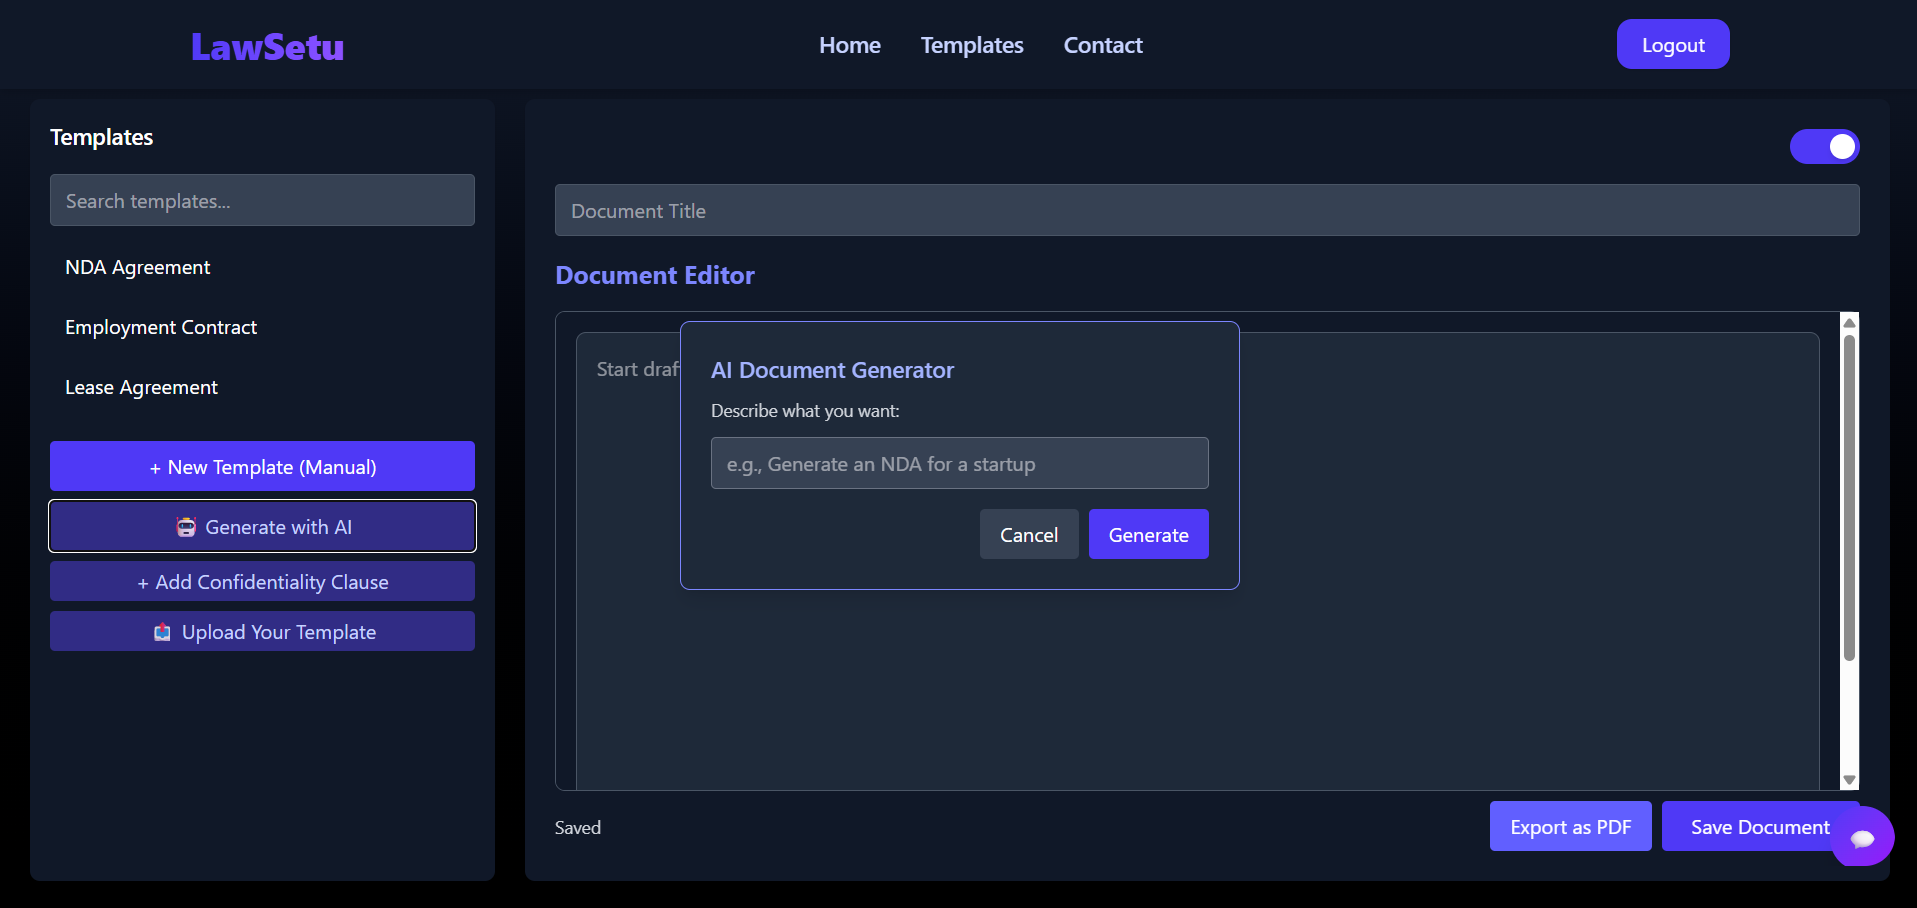 LawSetu
Home
Templates
Contact
Logout
Templates
Search templates...
NDA Agreement
Employment Contract
Lease Agreement
+ New Template (Manual)
Generate with AI
+ Add Confidentiality Clause
Upload Your Template
Document Title
Document Editor
Start draf
AI Document Generator
Describe what you want:
e.g., Generate an NDA for a startup
Cancel
Generate
Saved
Export as PDF
Save Document